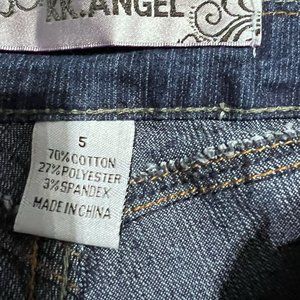 KK.ANGEL
5
70%COTTON
27%POLYESTER
3%SPANDEX
MADE IN CHINA